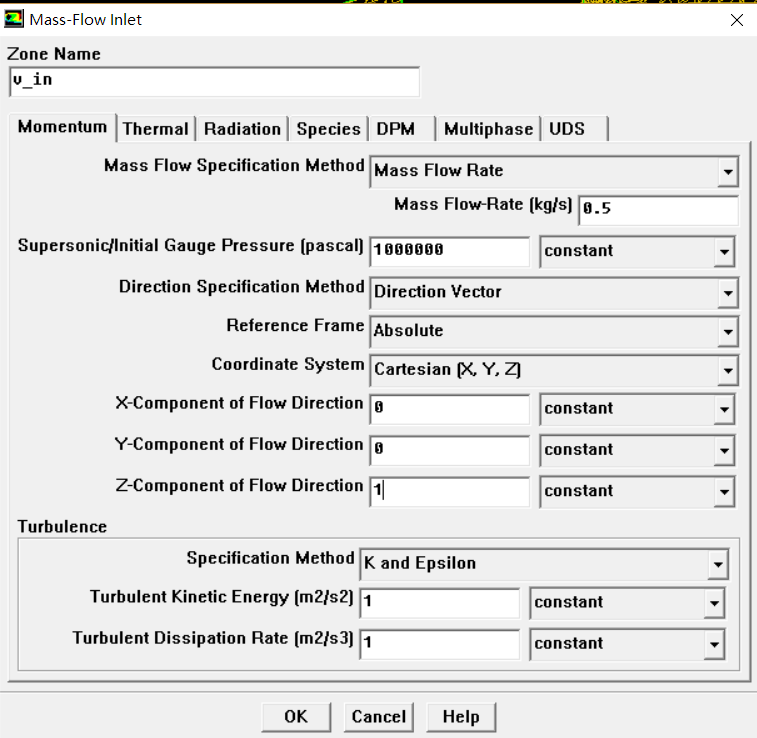 Mass-Flow Inlet
Zone Name
v_in
Momentum Thermal Radiation Species DPM Multiphase UDS
Mass Flow Specification Method Mass Flow Rate
Mass Flow-Rate (kg/s) 0.5
Supersonic/Initial Gauge Pressure (pascal) 1000000 constant
Direction Specification Method Direction Vector
Reference Frame Absolute
Coordinate System Cartesian (X, Y, Z)
X-Component of Flow Direction 0 constant
Y-Component of Flow Direction 0 constant
Z-Component of Flow Direction 1 constant
Turbulence
Specification Method K and Epsilon
Turbulent Kinetic Energy (m2/s2) 1 constant
Turbulent Dissipation Rate (m2/s3) 1 constant
OK Cancel Help